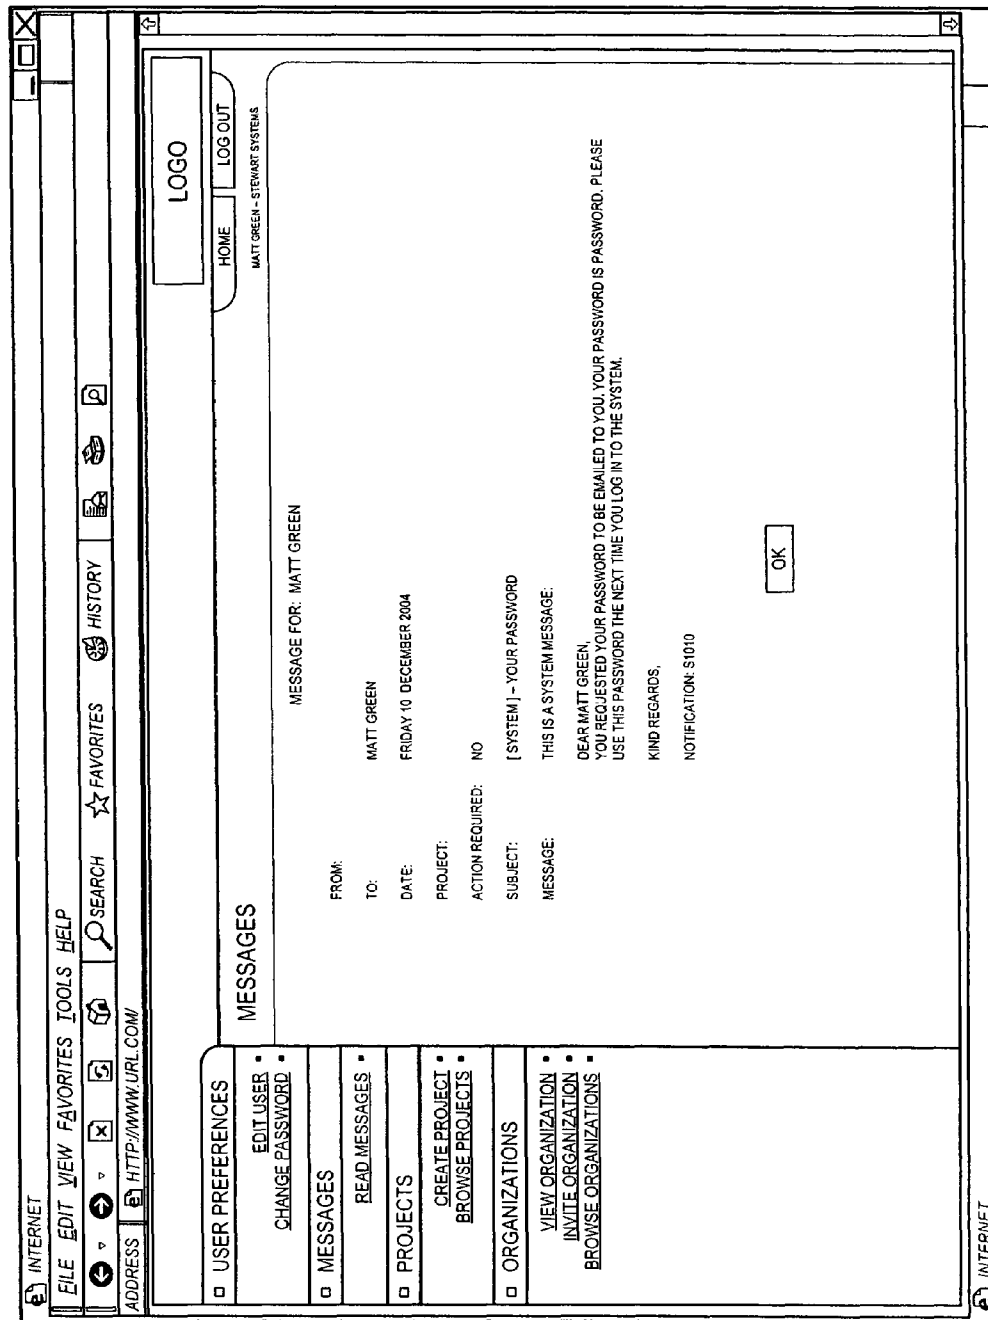 INTERNET
FILE EDIT VIEW FAVORITES TOOLS HELP
SEARCH FAVORITES HISTORY
ADDRESS HTTP://WWW.URL.COM/
LOGO
HOME LOG OUT
MATT GREEN – STEWART SYSTEMS
USER PREFERENCES
EDIT USER
CHANGE PASSWORD
MESSAGES
READ MESSAGES
PROJECTS
CREATE PROJECT
BROWSE PROJECTS
ORGANIZATIONS
VIEW ORGANIZATION
INVITE ORGANIZATION
BROWSE ORGANIZATIONS
MESSAGES
MESSAGE FOR: MATT GREEN
FROM:
TO: MATT GREEN
DATE: FRIDAY 10 DECEMBER 2004
PROJECT:
ACTION REQUIRED: NO
SUBJECT: [ SYSTEM ] – YOUR PASSWORD
MESSAGE: THIS IS A SYSTEM MESSAGE:
DEAR MATT GREEN,
YOU REQUESTED YOUR PASSWORD TO BE EMAILED TO YOU. YOUR PASSWORD IS PASSWORD. PLEASE
USE THIS PASSWORD THE NEXT TIME YOU LOG IN TO THE SYSTEM.
KIND REGARDS,
NOTIFICATION: S1010
OK
INTERNET